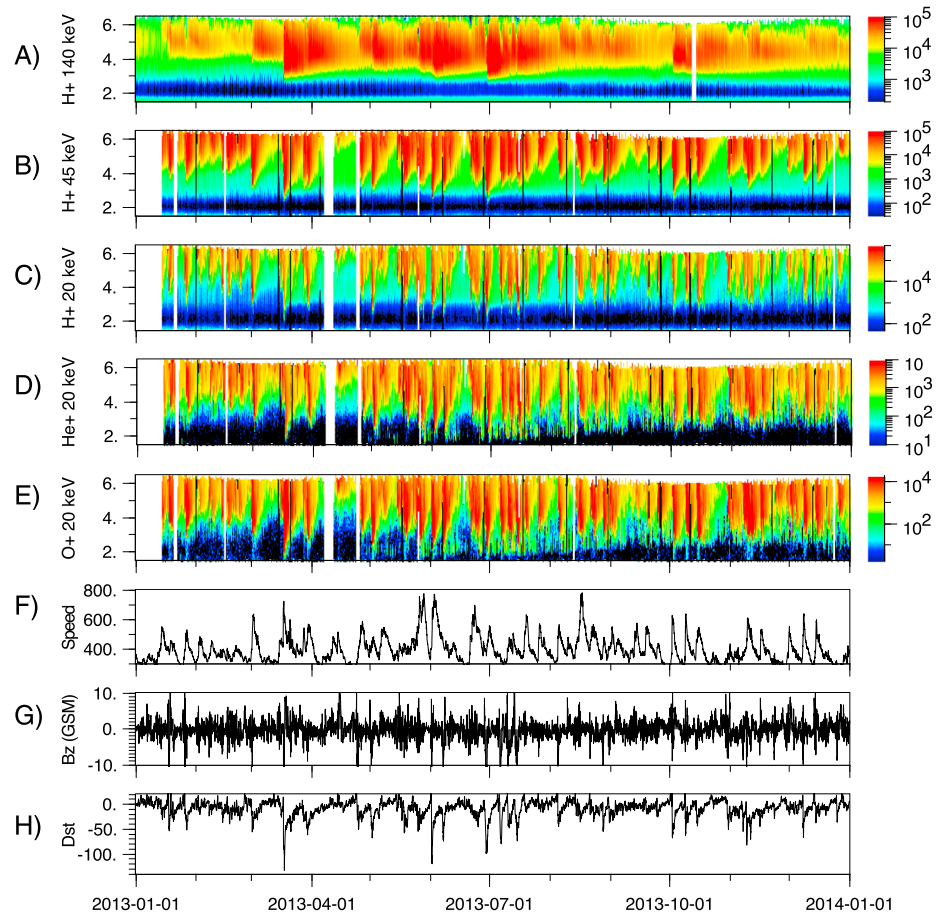 A)
H+ 140 keV
6.
4.
2.
10^5
10^4
10^3
B)
H+ 45 keV
6.
4.
2.
10^5
10^4
10^3
10^2
C)
H+ 20 keV
6.
4.
2.
10^4
10^2
D)
He+ 20 keV
6.
4.
2.
10
10^3
10^2
10^1
E)
O+ 20 keV
6.
4.
2.
10^4
10^2
F)
Speed
800.
600.
400.
G)
Bz (GSM)
10.
0.
-10.
H)
Dst
0.
-50.
-100.
2013-01-01 2013-04-01 2013-07-01 2013-10-01 2014-01-01